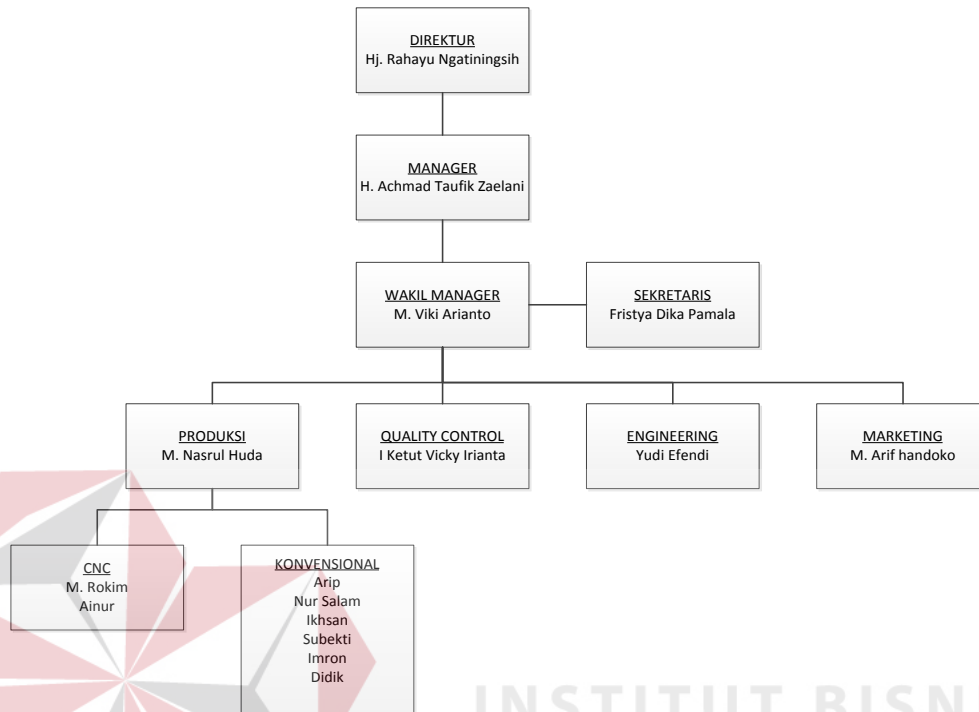 DIREKTUR
Hj. Rahayu Ngatiningsih
MANAGER
H. Achmad Taufik Zaelani
WAKIL MANAGER
M. Viki Arianto
SEKRETARIS
Fristya Dika Pamala
PRODUKSI
M. Nasrul Huda
QUALITY CONTROL
I Ketut Vicky Irianta
ENGINEERING
Yudi Efendi
MARKETING
M. Arif handoko
CNC
M. Rokim
Ainur
KONVENSIONAL
Arip
Nur Salam
Ikhsan
Subekti
Imron
Didik
INSTITUT BISN